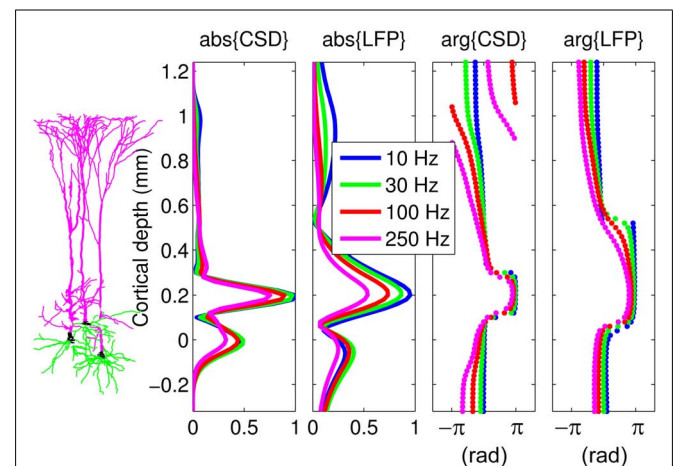 abs{CSD} abs{LFP} arg{CSD} arg{LFP}
1.2
1
0.8
0.6
0.4
0.2
0
−0.2
Cortical depth (mm)
10 Hz
30 Hz
100 Hz
250 Hz
0 0.5 1 0 0.5 1 −π π −π π
(rad) (rad)